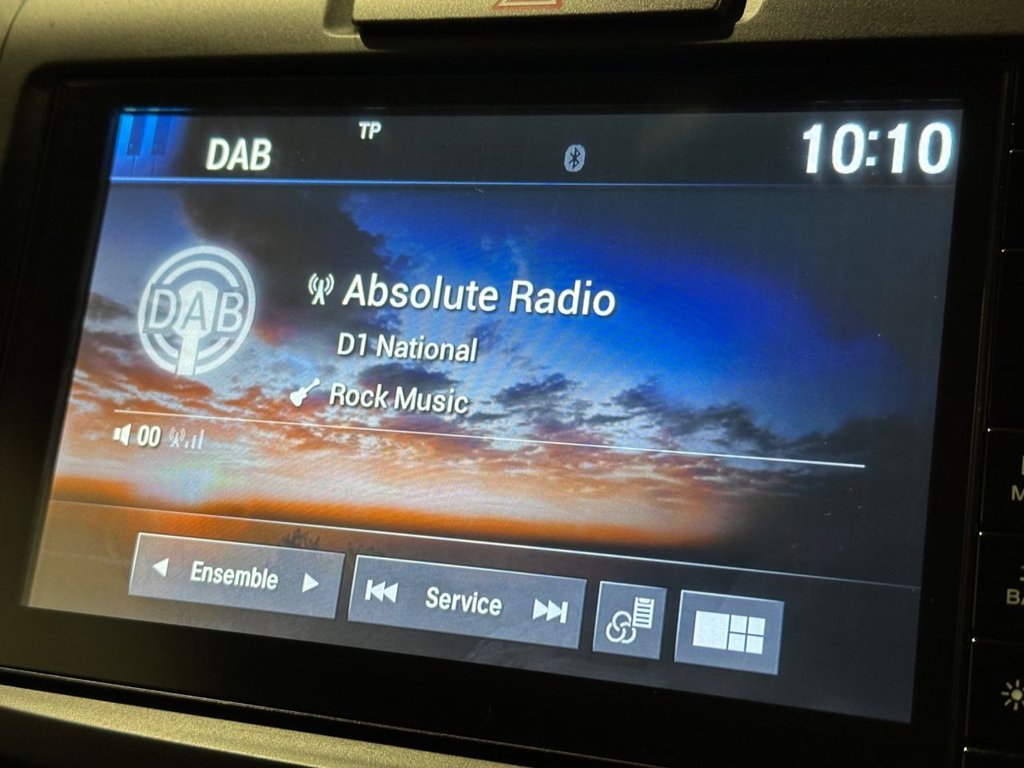 TP
DAB
10:10
DAB
Absolute Radio
D1 National
Rock Music
00
Ensemble
Service